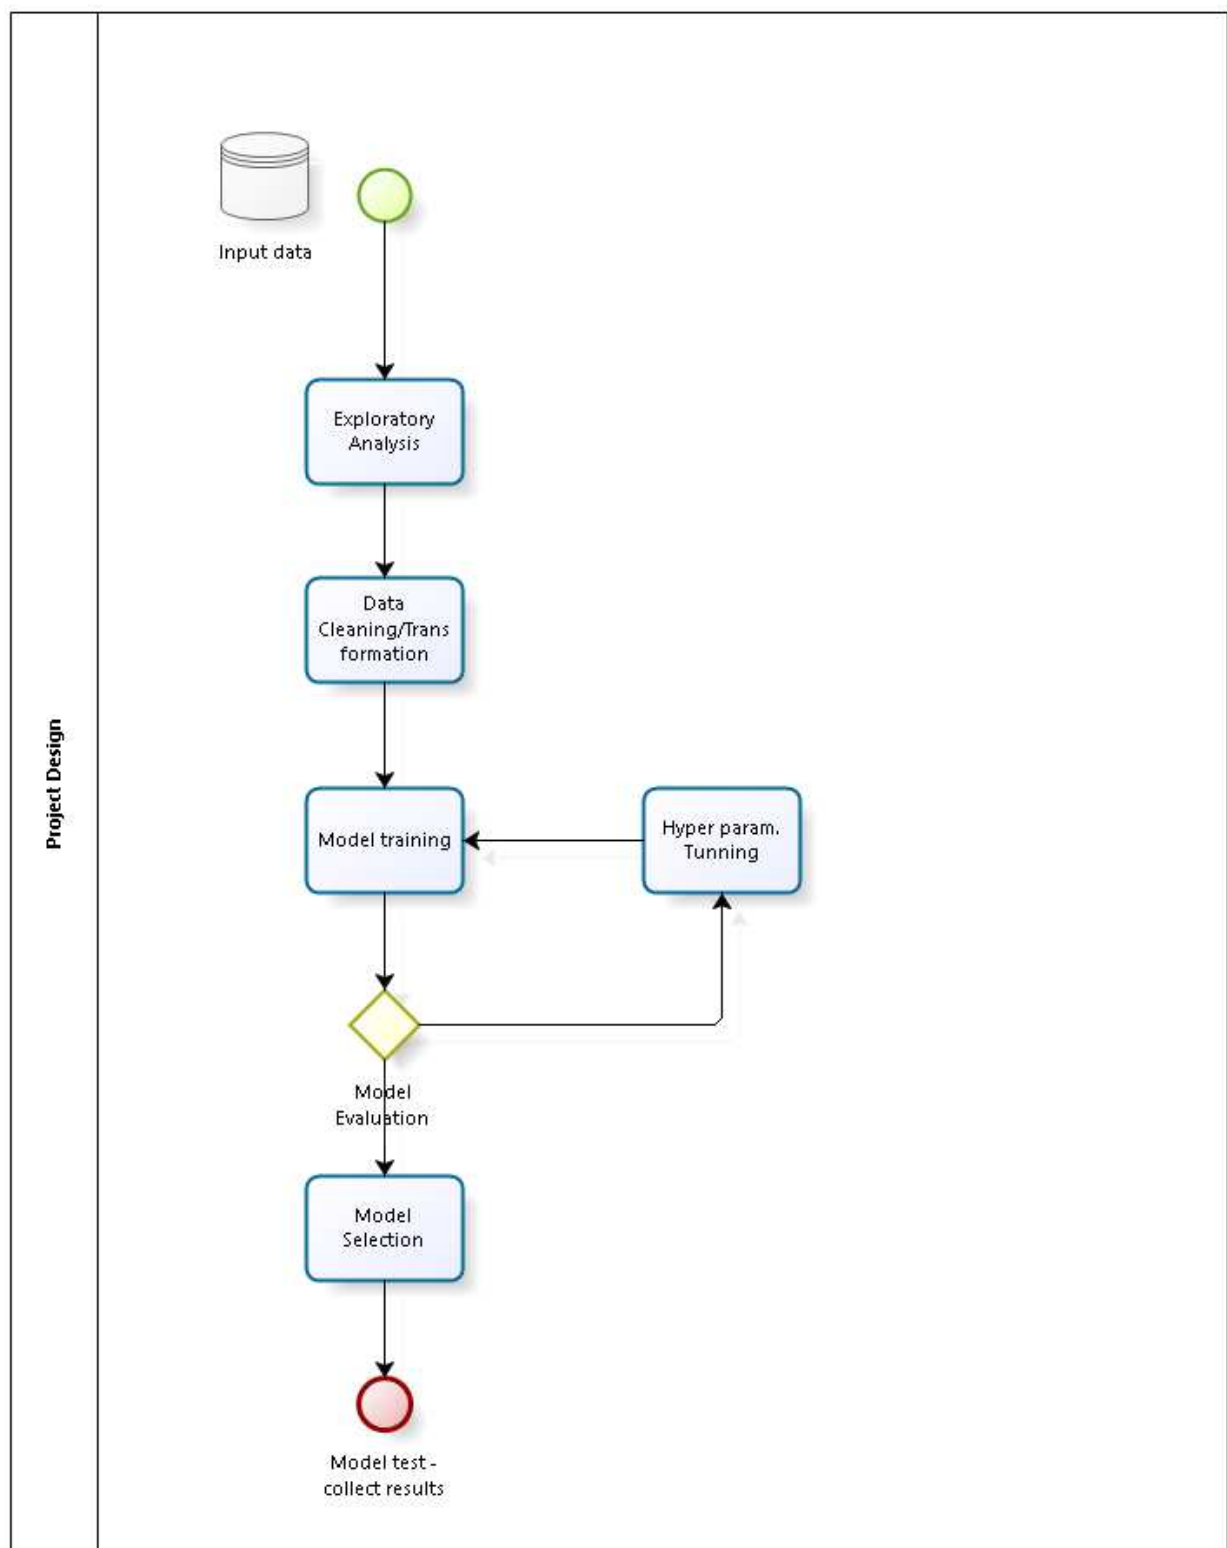 Project Design
Input data
Exploratory
Analysis
Data
Cleaning/Trans
formation
Model training
Hyper param.
Tunning
Model
Evaluation
Model
Selection
Model test -
collect results